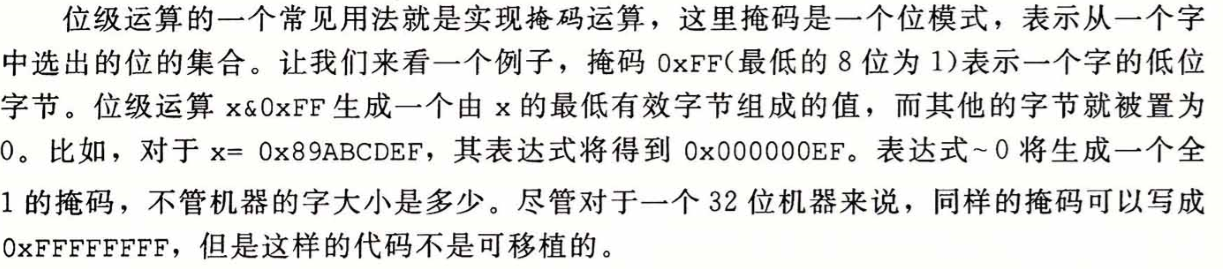 位级运算的一个常见用法就是实现掩码运算，这里掩码是一个位模式，表示从一个字
中选出的位的集合。让我们来看一个例子，掩码 0xFF(最低的 8 位为 1)表示一个字的低位
字节。位级运算 x&0xFF 生成一个由 x 的最低有效字节组成的值，而其他的字节就被置为
0。比如，对于 x= 0x89ABCDEF，其表达式将得到 0x000000EF。表达式~0 将生成一个全
1 的掩码，不管机器的字大小是多少。尽管对于一个 32 位机器来说，同样的掩码可以写成
0xFFFFFFFF，但是这样的代码不是可移植的。